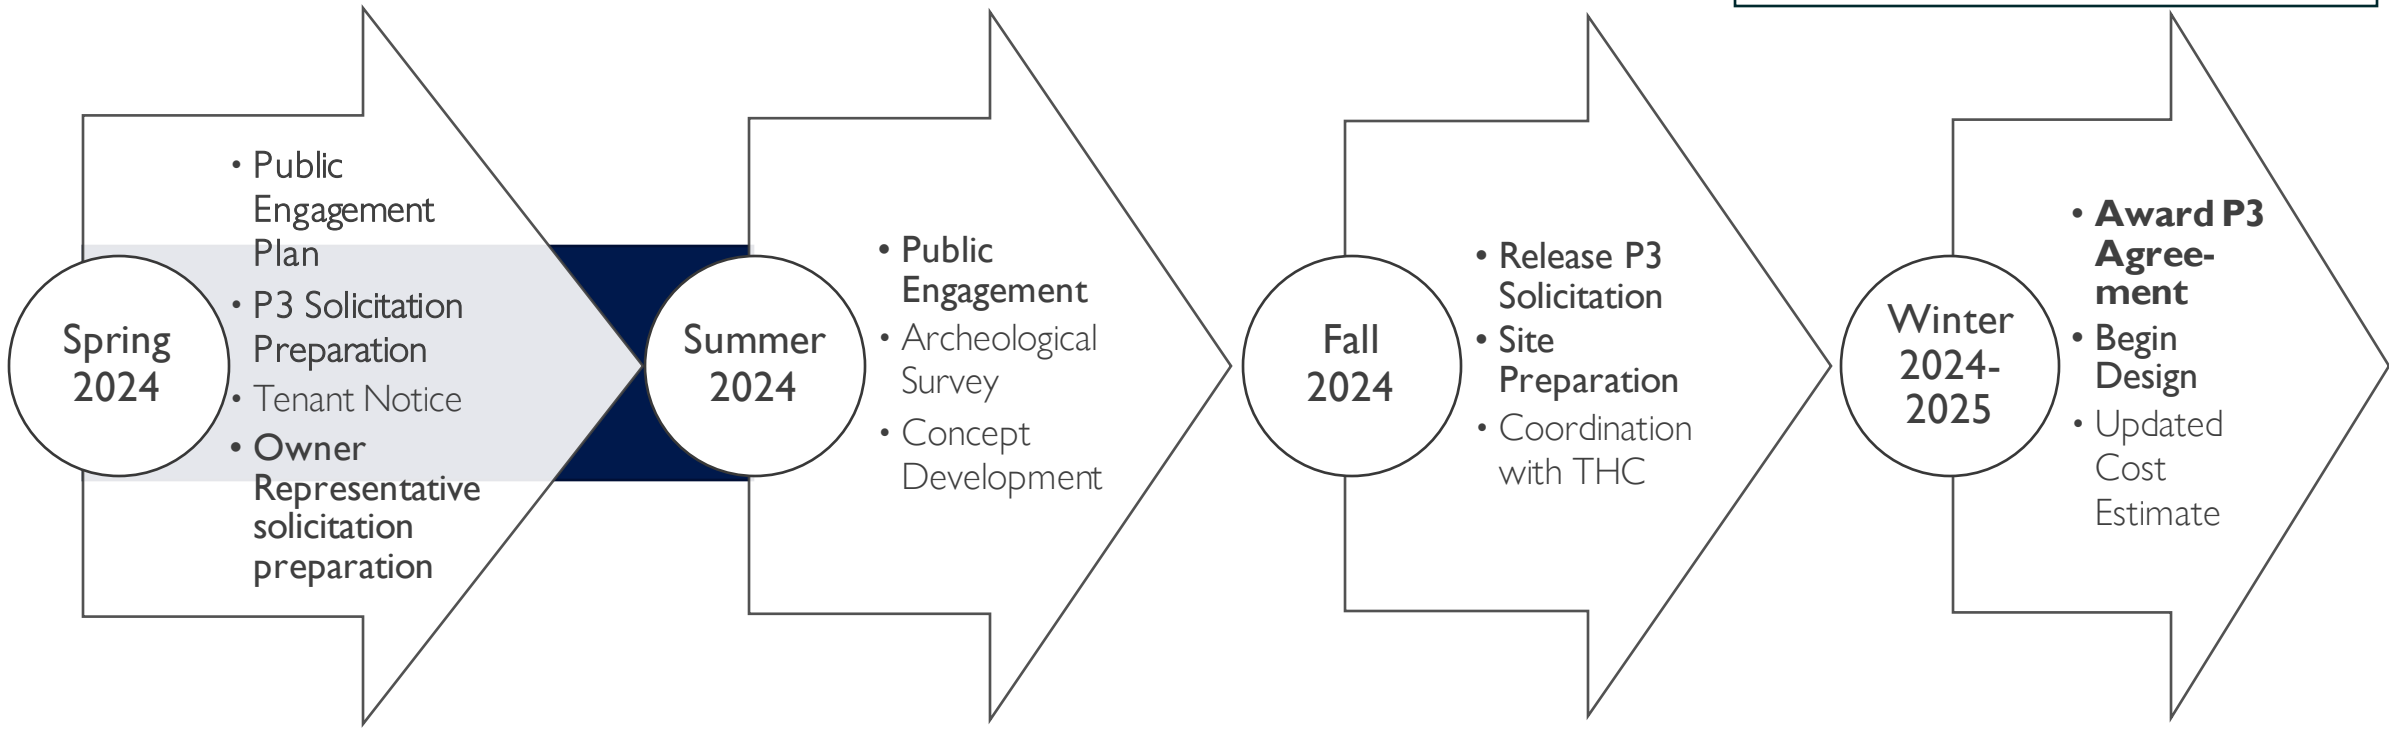 Spring
2024
• Public
Engagement
Plan
• P3 Solicitation
Preparation
• Tenant Notice
• Owner
Representative
solicitation
preparation
Summer
2024
• Public
Engagement
• Archeological
Survey
• Concept
Development
Fall
2024
• Release P3
Solicitation
• Site
Preparation
• Coordination
with THC
Winter
2024-
2025
• Award P3
Agree-
ment
• Begin
Design
• Updated
Cost
Estimate